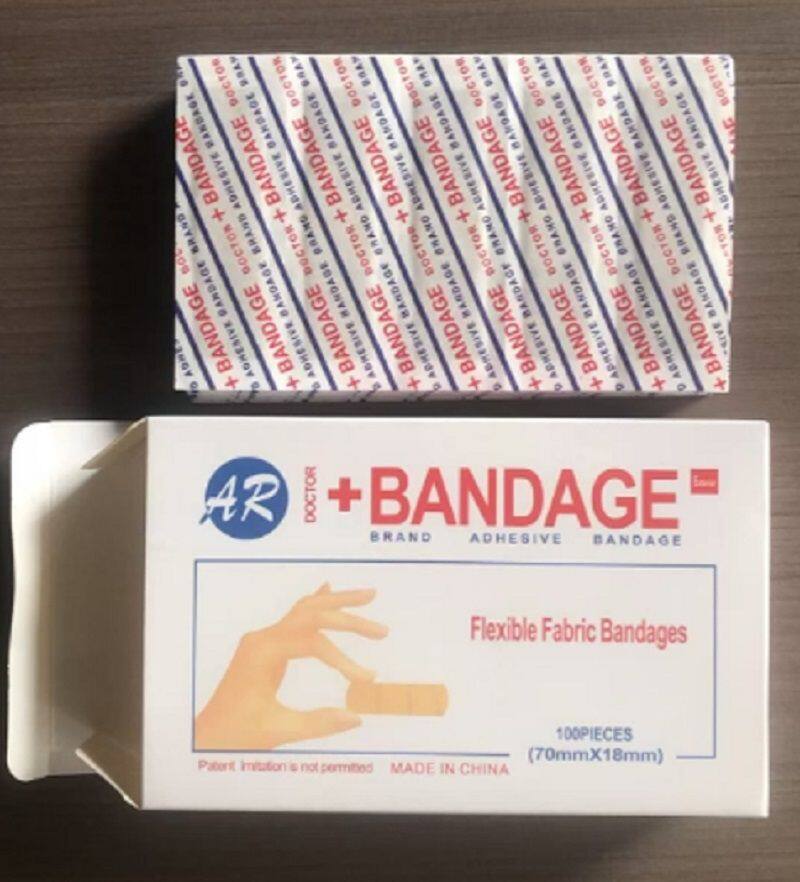 DOCTOR + BANDAGE
ADHESIVE BANDAGE BRAND
AR
DOCTOR
+BANDAGE
BRAND ADHESIVE BANDAGE
Flexible Fabric Bandages
100PIECES
(70mmX18mm)
Patent Imitation is not permitted MADE IN CHINA